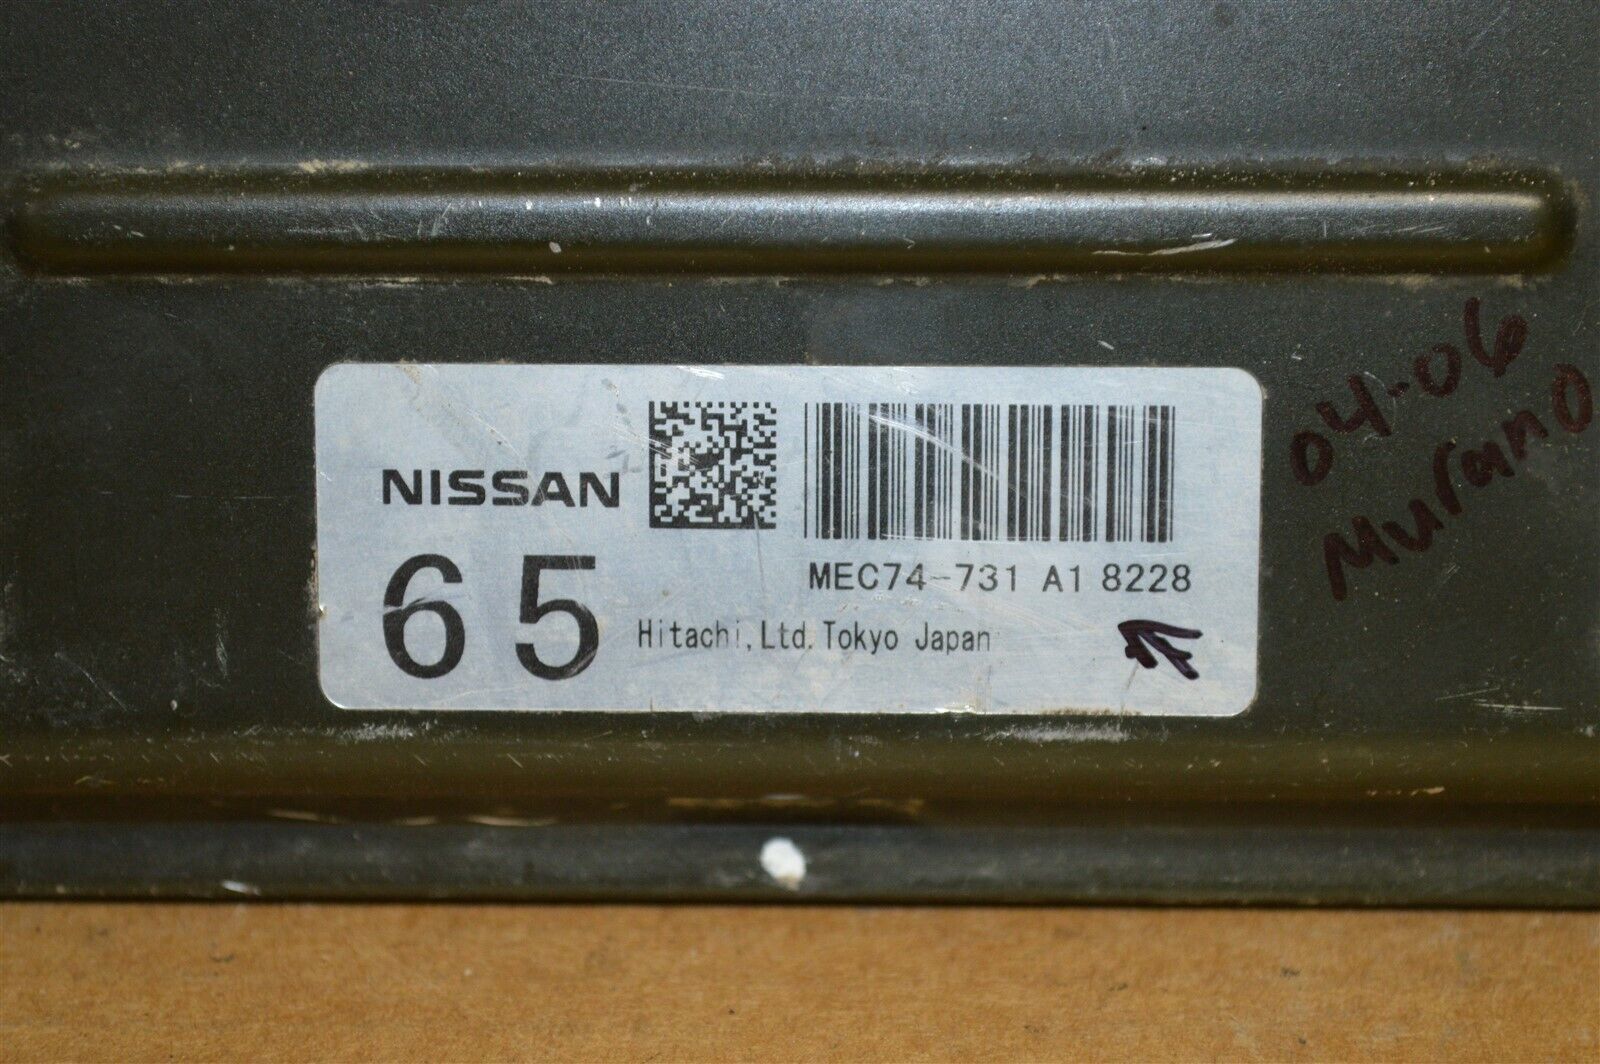 NISSAN
65
MEC74-731 A1 8228
Hitachi, Ltd. Tokyo Japan
04-06
Murano